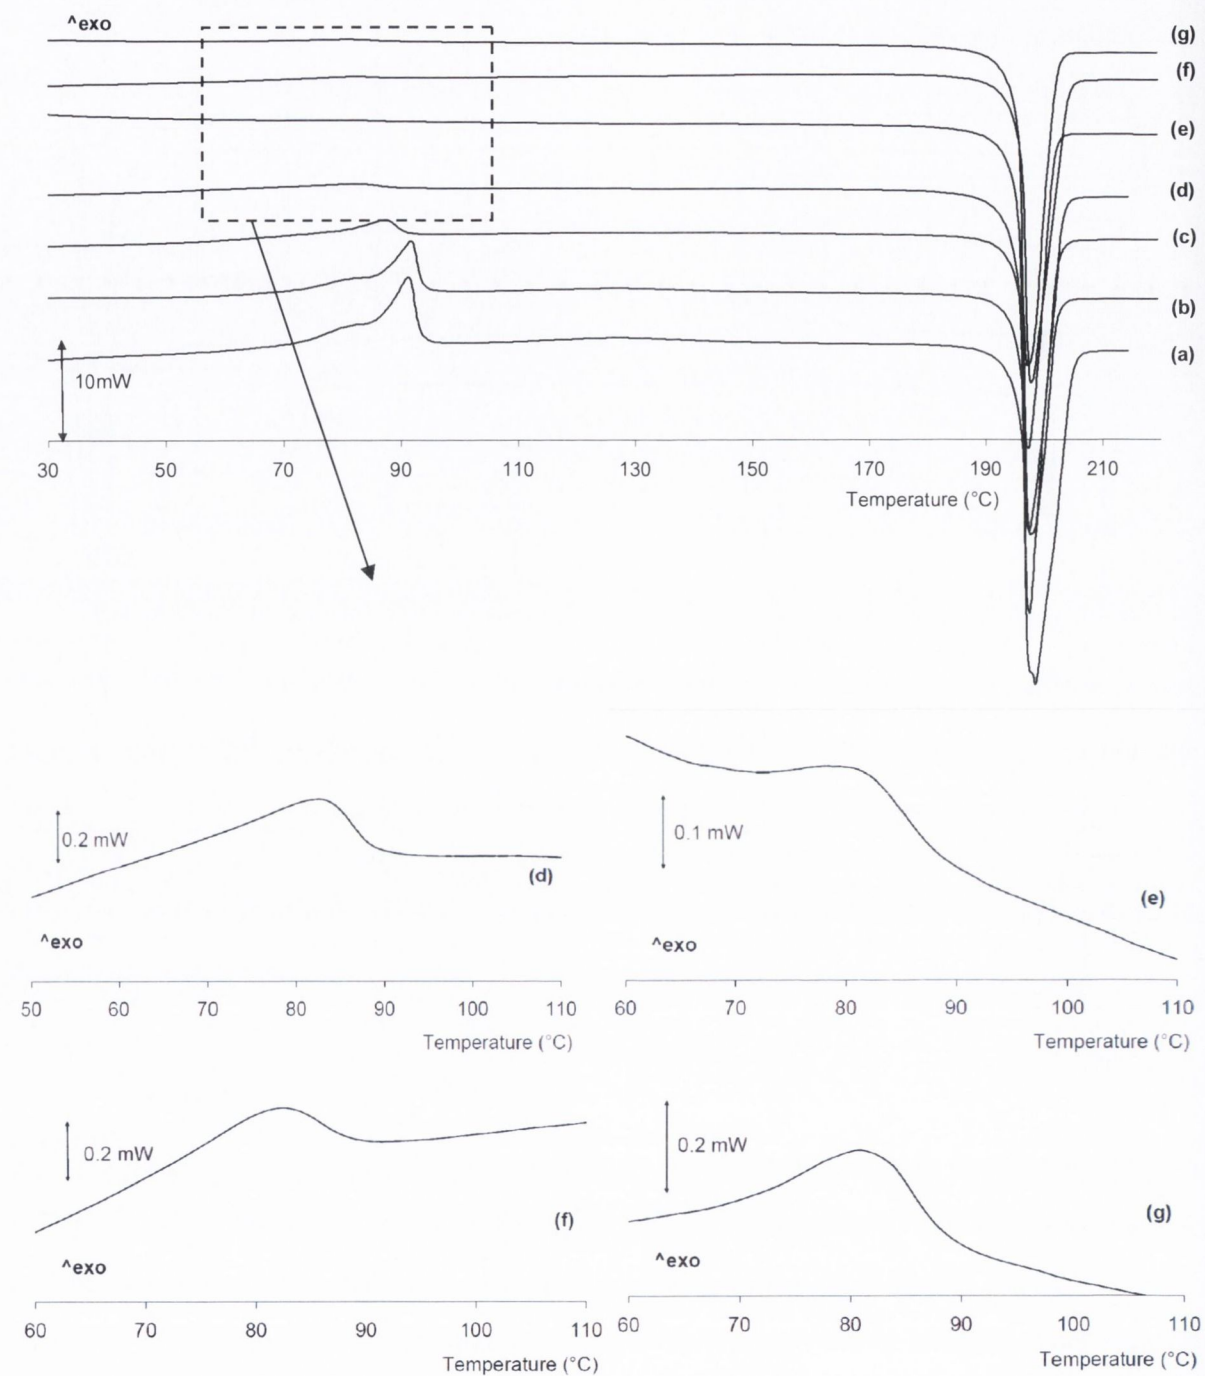 ^exo
(g)
(f)
(e)
(d)
(c)
(b)
(a)
10mW
30 50 70 90 110 130 150 170 190 210
Temperature (°C)
0.2 mW
(d)
^exo
50 60 70 80 90 100 110
Temperature (°C)
0.1 mW
(e)
^exo
60 70 80 90 100 110
Temperature (°C)
0.2 mW
(f)
^exo
60 70 80 90 100 110
Temperature (°C)
0.2 mW
(g)
^exo
60 70 80 90 100 110
Temperature (°C)